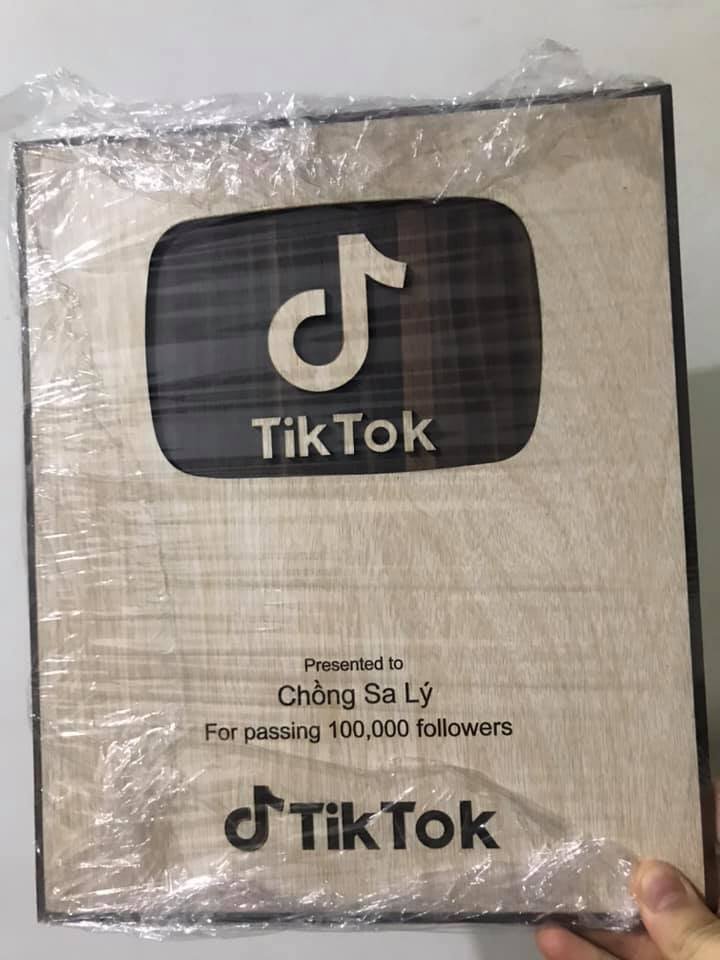 TikTok
Presented to
Chồng Sa Lý
For passing 100,000 followers
TikTok